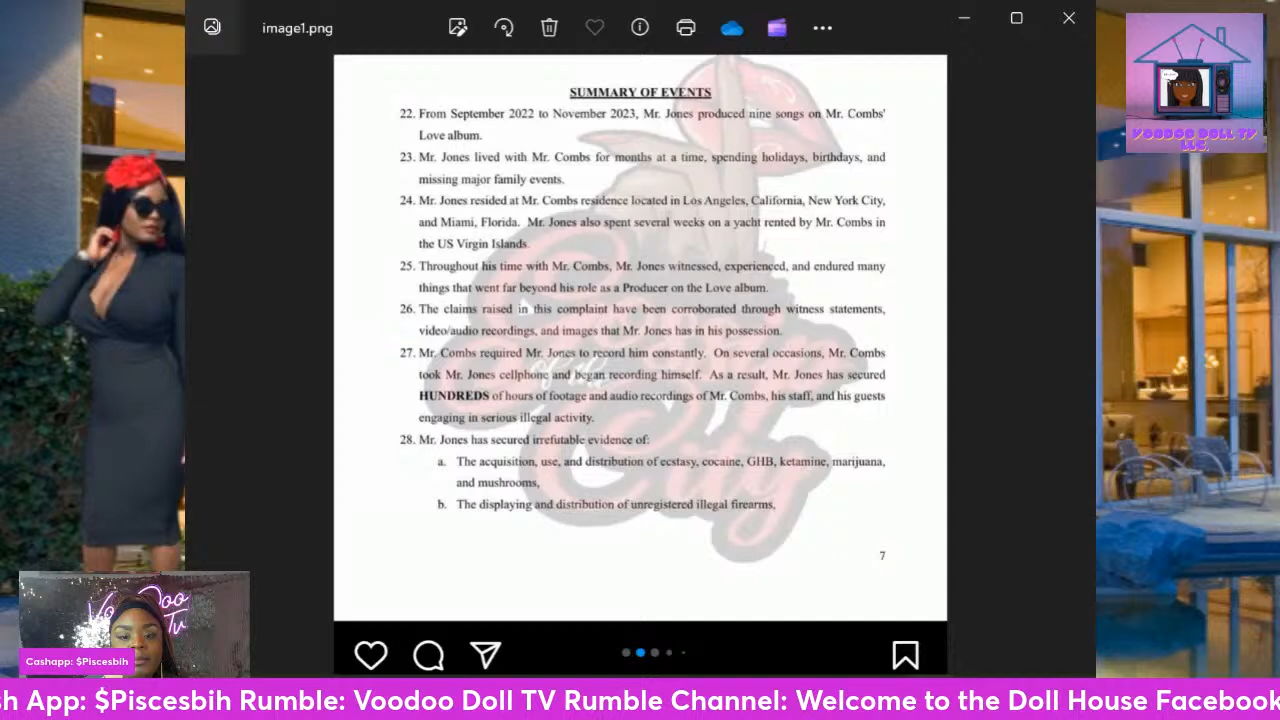 image1.png
SUMMARY OF EVENTS
22. From September 2022 to November 2023, Mr. Jones produced nine songs on Mr. Combs'
Love album.
23. Mr. Jones lived with Mr. Combs for months at a time, spending holidays, birthdays, and
missing major family events.
24. Mr. Jones resided at Mr. Combs residence located in Los Angeles, California, New York City,
and Miami, Florida. Mr. Jones also spent several weeks on a yacht rented by Mr. Combs in
the US Virgin Islands.
25. Throughout his time with Mr. Combs, Mr. Jones witnessed, experienced, and endured many
things that went far beyond his role as a Producer on the Love album.
26. The claims raised in this complaint have been corroborated through witness statements,
video/audio recordings, and images that Mr. Jones has in his possession.
27. Mr. Combs required Mr. Jones to record him constantly. On several occasions, Mr. Combs
took Mr. Jones cellphone and began recording himself. As a result, Mr. Jones has secured
HUNDREDS of hours of footage and audio recordings of Mr. Combs, his staff, and his guests
engaging in serious illegal activity.
28. Mr. Jones has secured irrefutable evidence of:
a. The acquisition, use, and distribution of ecstasy, cocaine, GHB, ketamine, marijuana,
and mushrooms,
b. The displaying and distribution of unregistered illegal firearms,
7
VOODOO DOLL TV
LLC.
VooDoo
Tv
Cashapp: $PIscesbih
sh App: $Piscesbih Rumble: Voodoo Doll TV Rumble Channel: Welcome to the Doll House Facebook